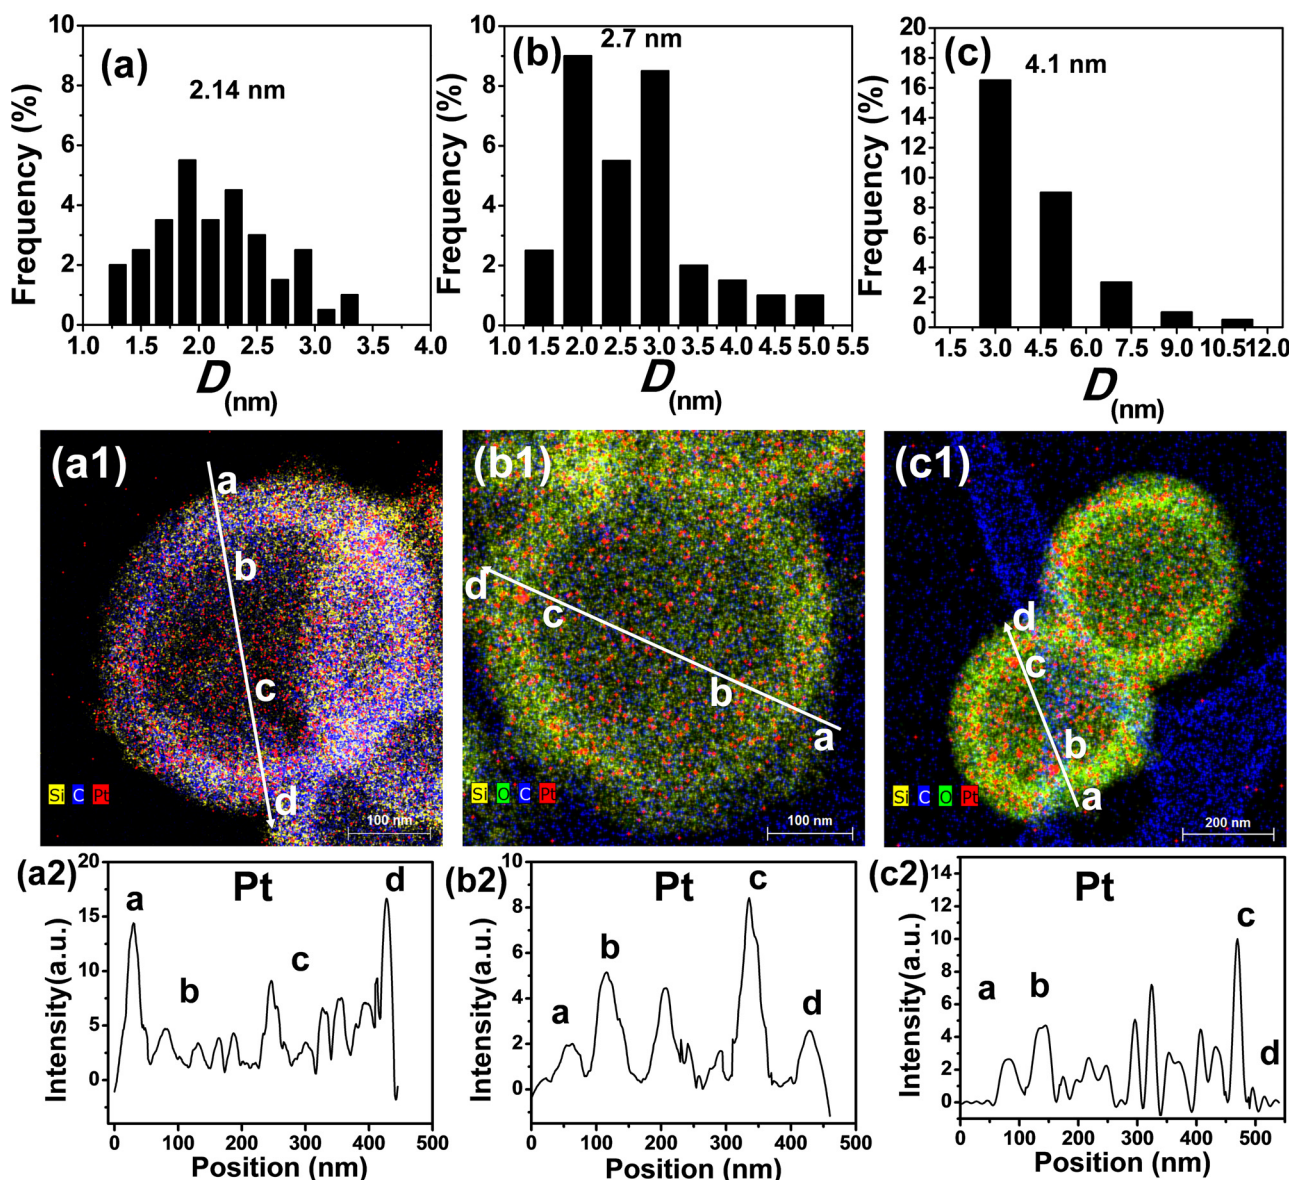 (a)
2.14 nm
Frequency (%)
10
8
6
4
2
0
1.0 1.5 2.0 2.5 3.0 3.5 4.0
D(nm)
(b)
2.7 nm
Frequency (%)
10
8
6
4
2
0
1.0 1.5 2.0 2.5 3.0 3.5 4.0 4.5 5.0 5.5
D(nm)
(c)
4.1 nm
Frequency (%)
20
18
16
14
12
10
8
6
4
2
0
1.5 3.0 4.5 6.0 7.5 9.0 10.5 12.0
D(nm)
(a1)
a
b
c
d
Si C Pt
100 nm
(b1)
d
c
b
a
Si O C Pt
100 nm
(c1)
d
c
b
a
Si C O Pt
200 nm
(a2)
Pt
a
b
c
d
Intensity(a.u.)
20
15
10
5
0
0 100 200 300 400 500
Position (nm)
(b2)
Pt
a
b
c
d
Intensity(a.u.)
10
8
6
4
2
0
0 100 200 300 400 500
Position (nm)
(c2)
Pt
a
b
c
d
Intensity(a.u.)
14
12
10
8
6
4
2
0
0 100 200 300 400 500
Position (nm)